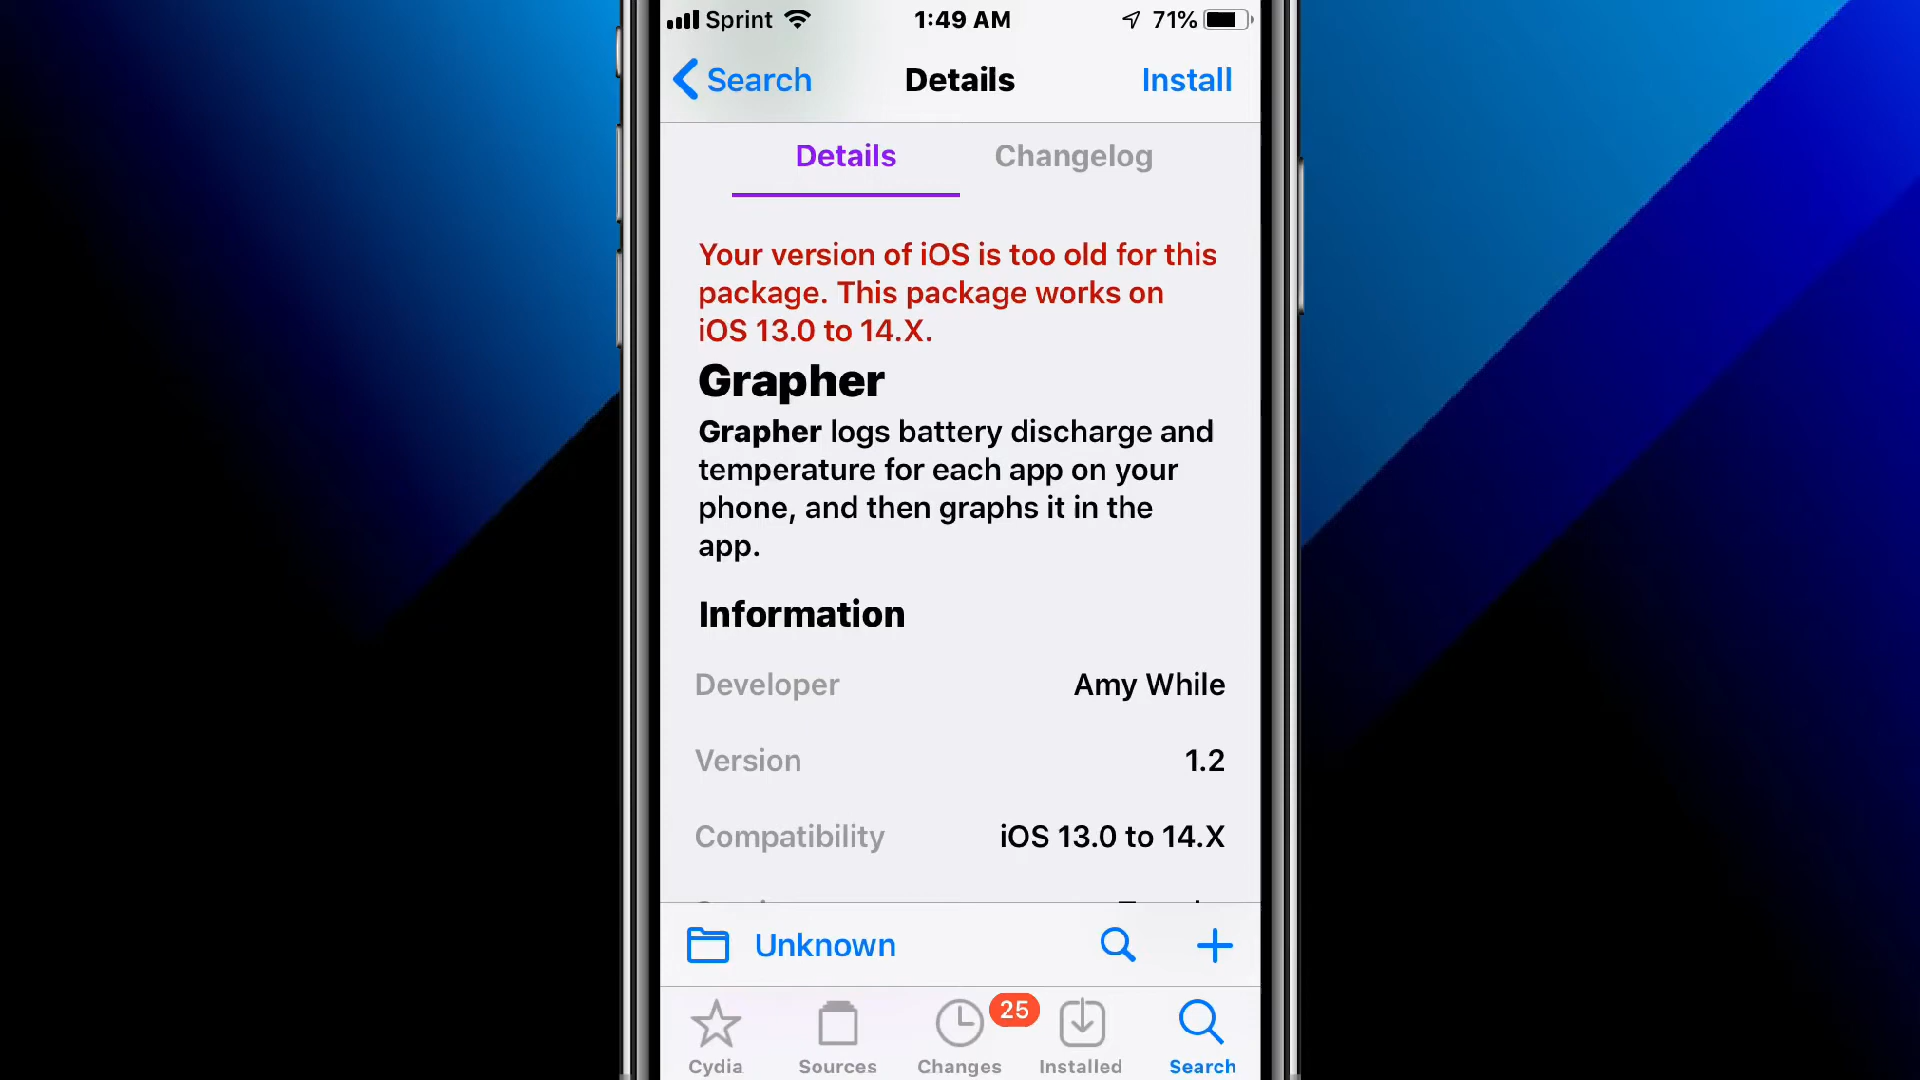 Sprint 1:49 AM 71%
Search Details Install
Details Changelog
Your version of iOS is too old for this
package. This package works on
iOS 13.0 to 14.X.
Grapher
Grapher logs battery discharge and
temperature for each app on your
phone, and then graphs it in the
app.
Information
Developer Amy While
Version 1.2
Compatibility iOS 13.0 to 14.X
Unknown
25
Cydia Sources Changes Installed Search